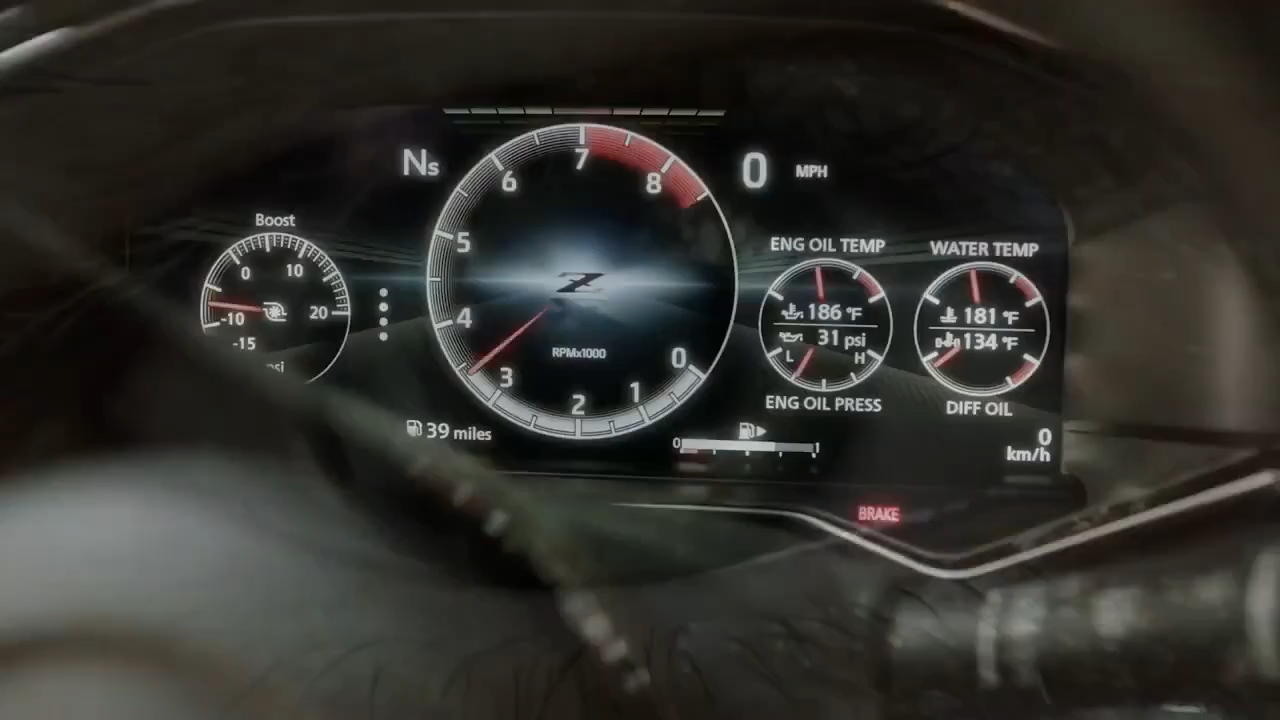 Ns
0 MPH
7
6
8
5
4
3
2
1
0
RPMx1000
Z
Boost
0
10
20
-10
-15
ENG OIL TEMP
186 °F
31 psi
L
H
ENG OIL PRESS
WATER TEMP
181 °F
134 °F
DIFF OIL
39 miles
0
1
0
km/h
BRAKE